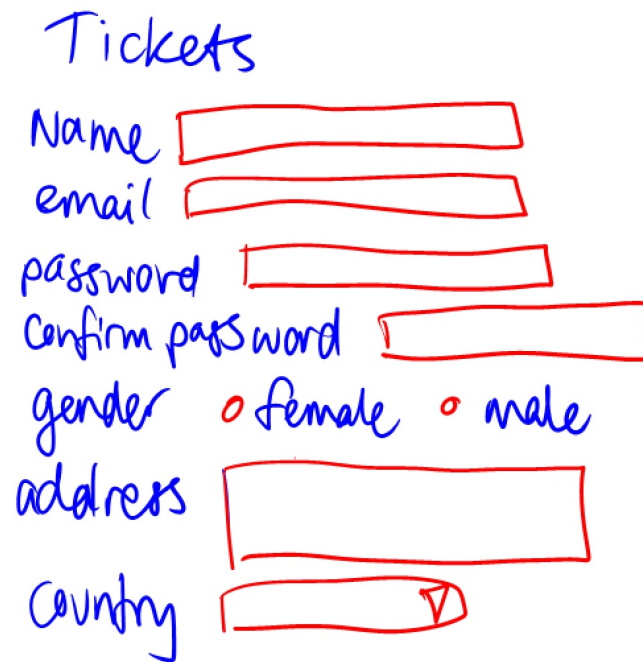 Tickets
Name
email
password
Confirm password
gender female male
address
Country